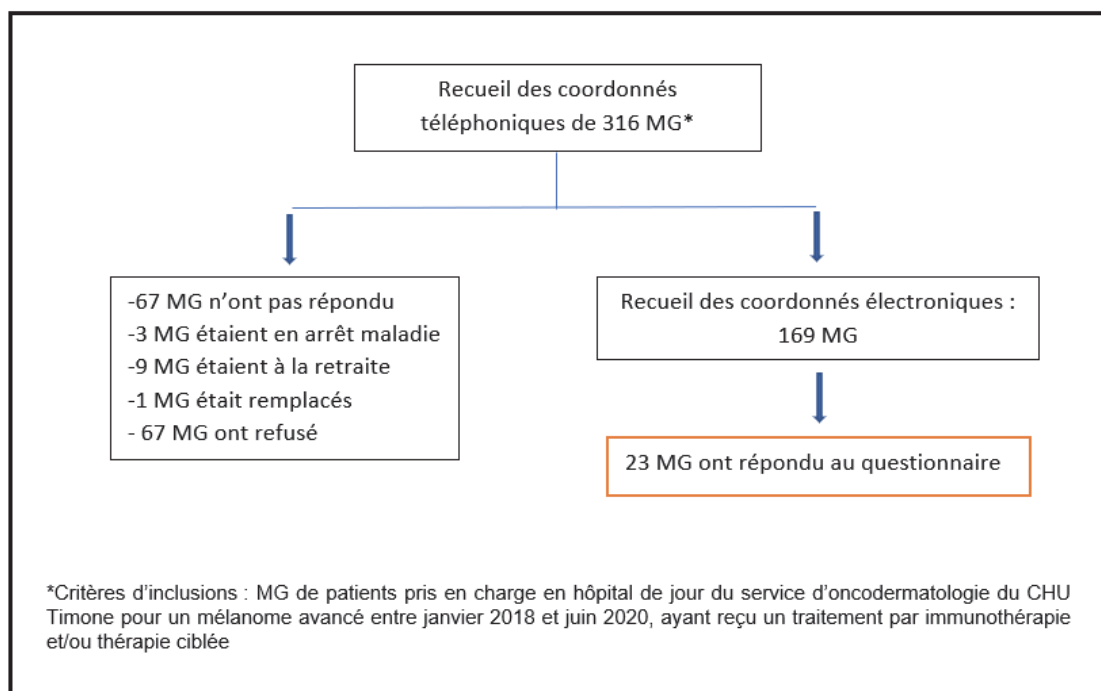 Recueil des coordonnés
téléphoniques de 316 MG*
-67 MG n'ont pas répondu
-3 MG étaient en arrêt maladie
-9 MG étaient à la retraite
-1 MG était remplacés
- 67 MG ont refusé
Recueil des coordonnés électroniques :
169 MG
23 MG ont répondu au questionnaire
*Critères d'inclusions : MG de patients pris en charge en hôpital de jour du service d'oncodermatologie du CHU
Timone pour un mélanome avancé entre janvier 2018 et juin 2020, ayant reçu un traitement par immunothérapie
et/ou thérapie ciblée